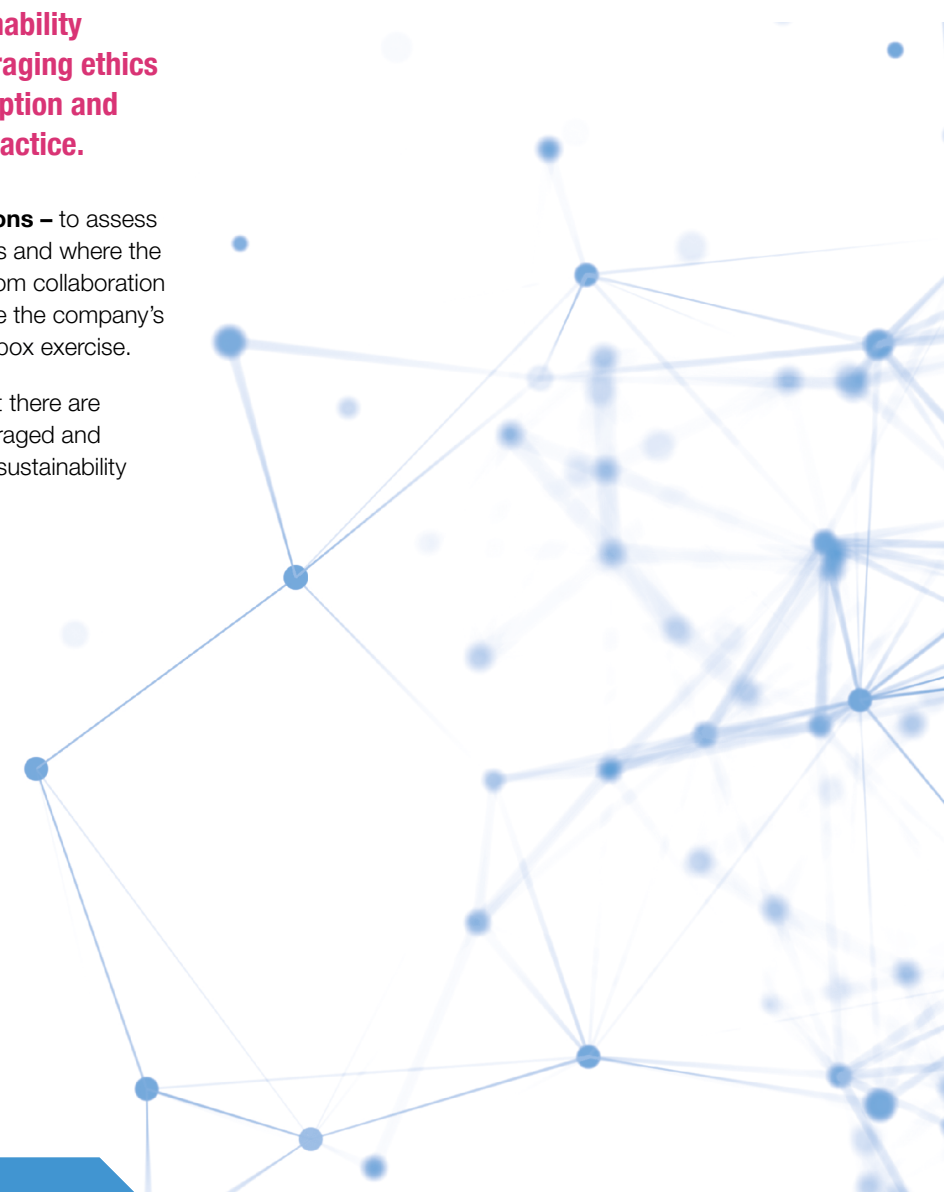 nability
raging ethics
ption and
actice.
ons – to assess
s and where the
om collaboration
e the company’s
box exercise.
t there are
raged and
sustainability